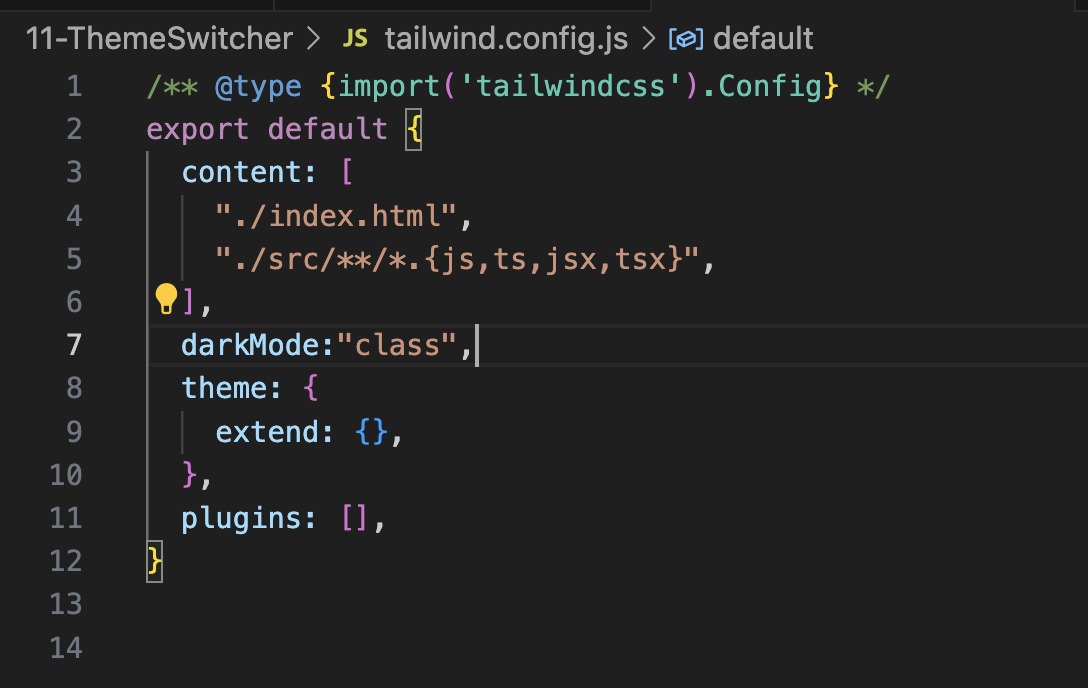 11-ThemeSwitcher > JS tailwind.config.js > default
1 /** @type {import('tailwindcss').Config} */
2 export default {
3   content: [
4     "./index.html",
5     "./src/**/*.{js,ts,jsx,tsx}",
6   ],
7   darkMode:"class",
8   theme: {
9     extend: {},
10   },
11   plugins: [],
12 }
13
14